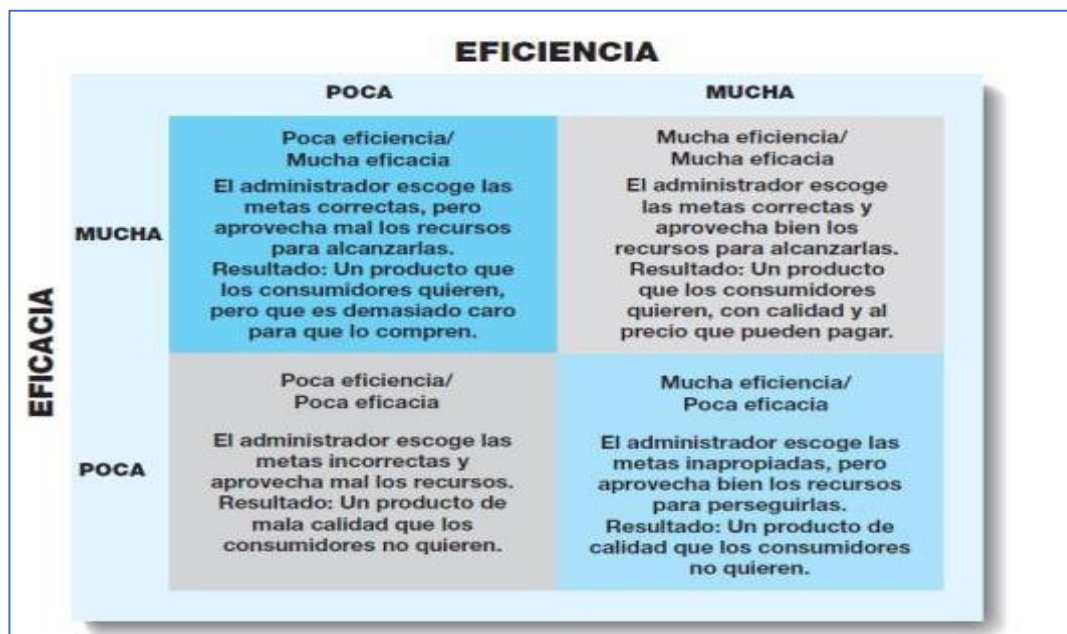 EFICIENCIA
POCA
MUCHA
EFICACIA
MUCHA
Poca eficiencia/
Mucha eficacia
El administrador escoge las
metas correctas, pero
aprovecha mal los recursos
para alcanzarlas.
Resultado: Un producto que
los consumidores quieren,
pero que es demasiado caro
para que lo compren.
Mucha eficiencia/
Mucha eficacia
El administrador escoge
las metas correctas y
aprovecha bien los
recursos para alcanzarlas.
Resultado: Un producto
que los consumidores
quieren, con calidad y al
precio que pueden pagar.
POCA
Poca eficiencia/
Poca eficacia
El administrador escoge las
metas incorrectas y
aprovecha mal los recursos.
Resultado: Un producto de
mala calidad que los
consumidores no quieren.
Mucha eficiencia/
Poca eficacia
El administrador escoge las
metas inapropiadas, pero
aprovecha bien los recursos
para perseguirlas.
Resultado: Un producto de
calidad que los consumidores
no quieren.